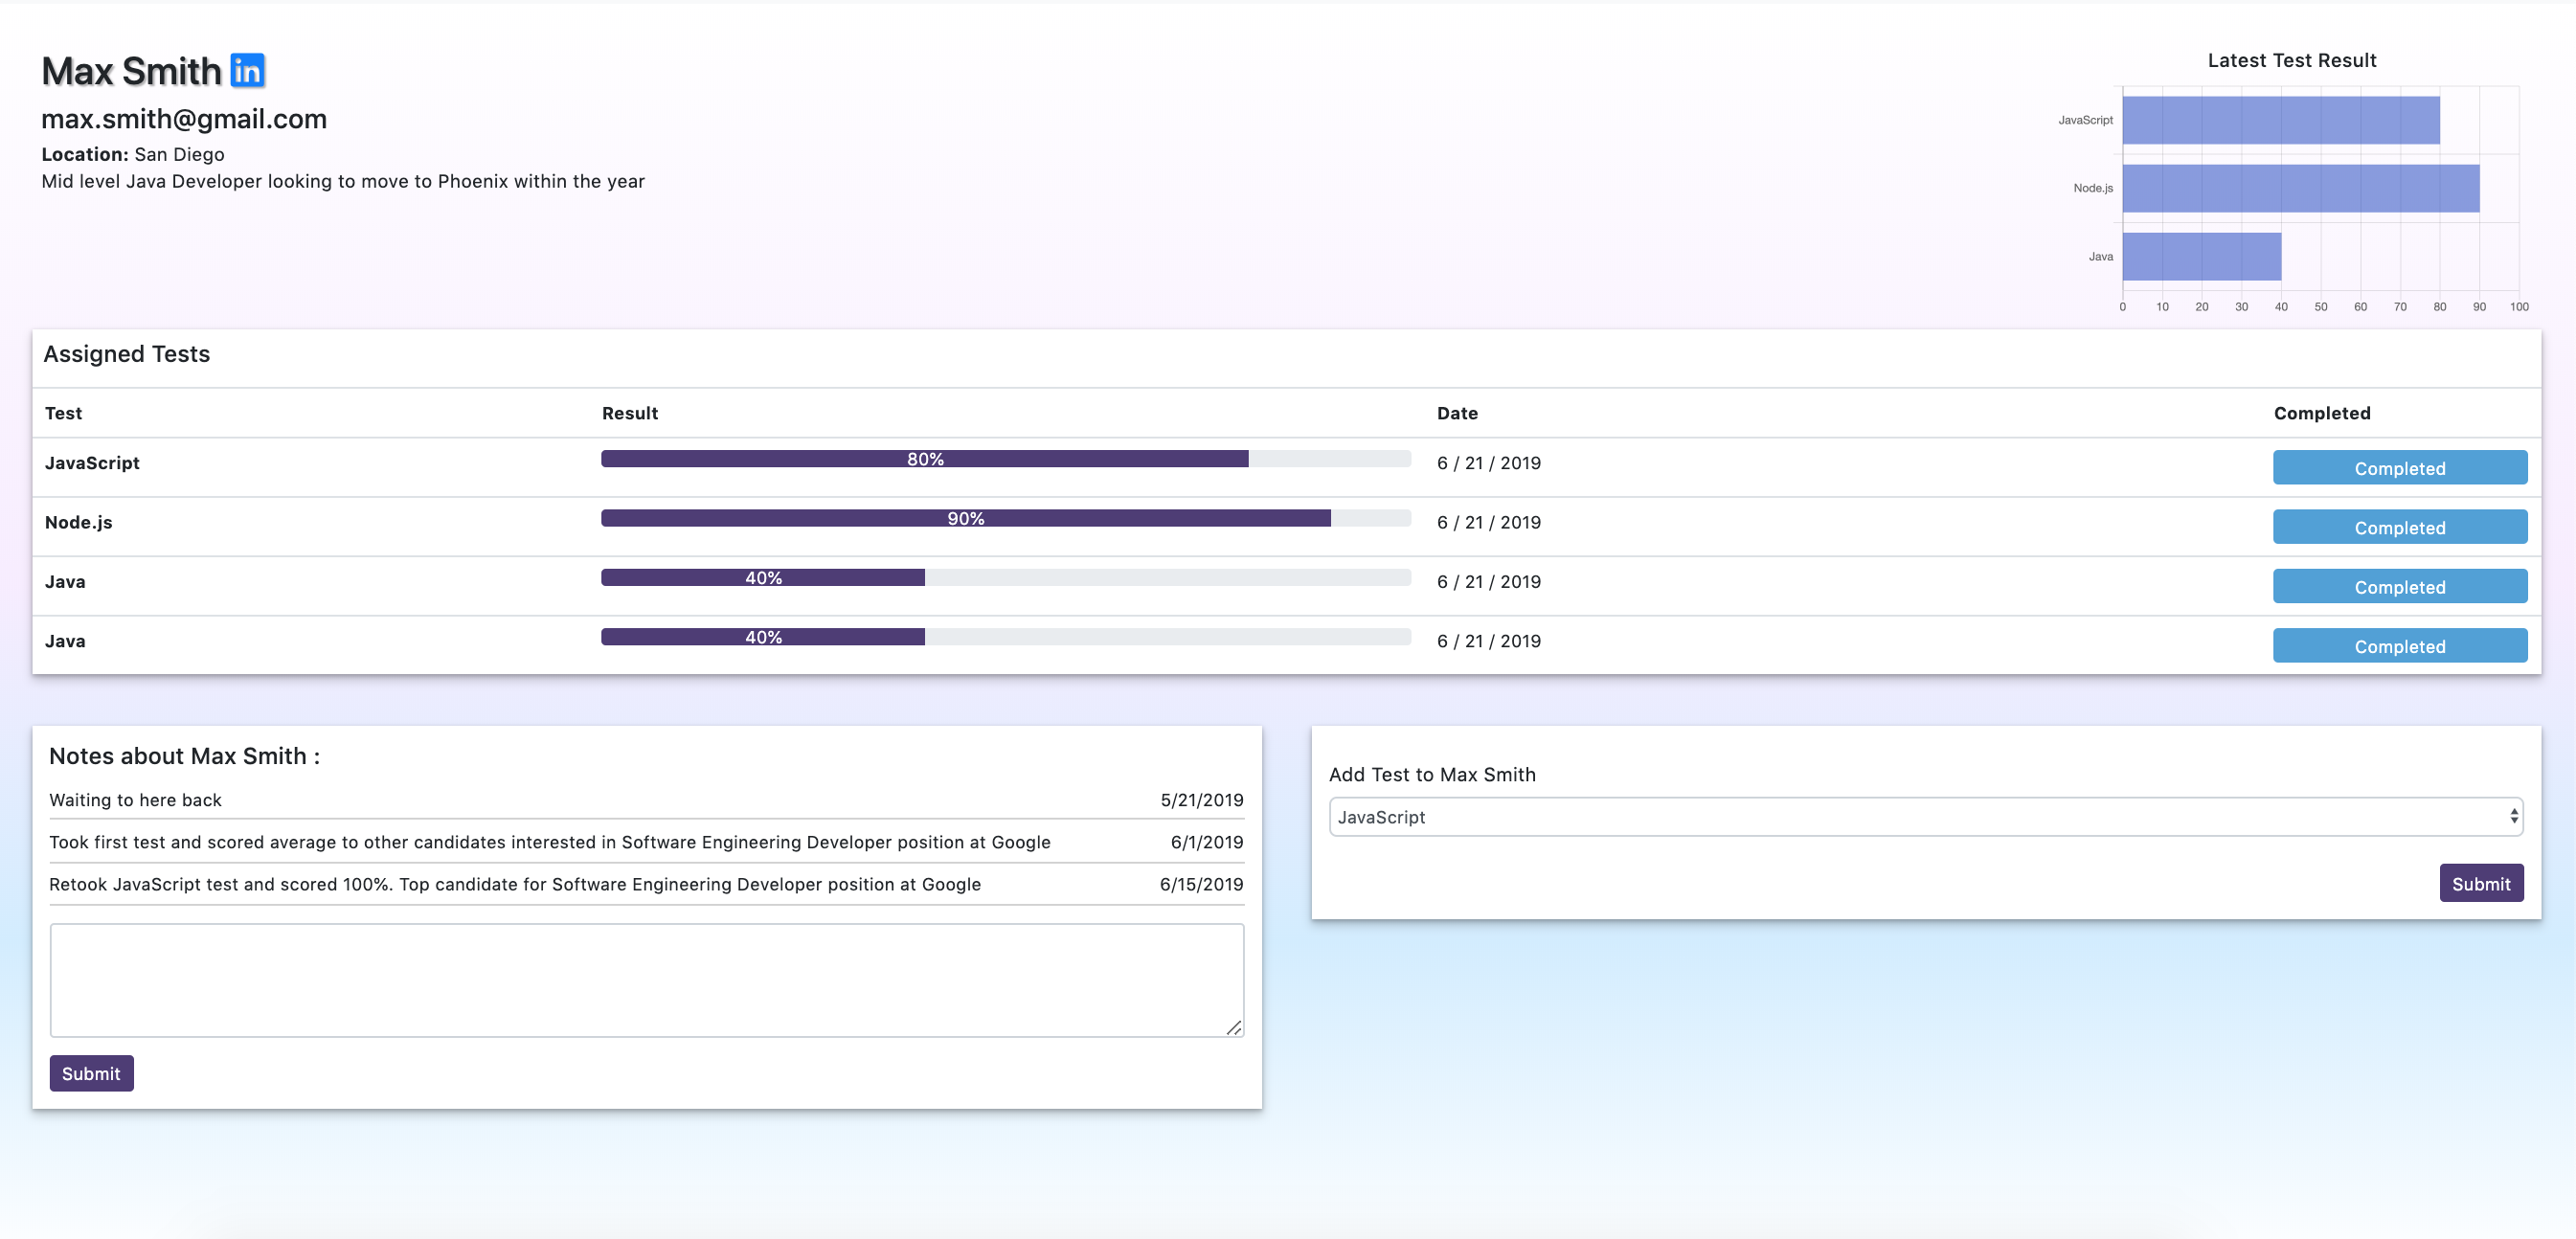 Max Smith in
max.smith@gmail.com
Location: San Diego
Mid level Java Developer looking to move to Phoenix within the year
Latest Test Result
JavaScript
Node.js
Java
0 10 20 30 40 50 60 70 80 90 100
Assigned Tests
Test Result Date Completed
JavaScript 80% 6 / 21 / 2019 Completed
Node.js 90% 6 / 21 / 2019 Completed
Java 40% 6 / 21 / 2019 Completed
Java 40% 6 / 21 / 2019 Completed
Notes about Max Smith :
Waiting to here back 5/21/2019
Took first test and scored average to other candidates interested in Software Engineering Developer position at Google 6/1/2019
Retook JavaScript test and scored 100%. Top candidate for Software Engineering Developer position at Google 6/15/2019
Submit
Add Test to Max Smith
JavaScript
Submit